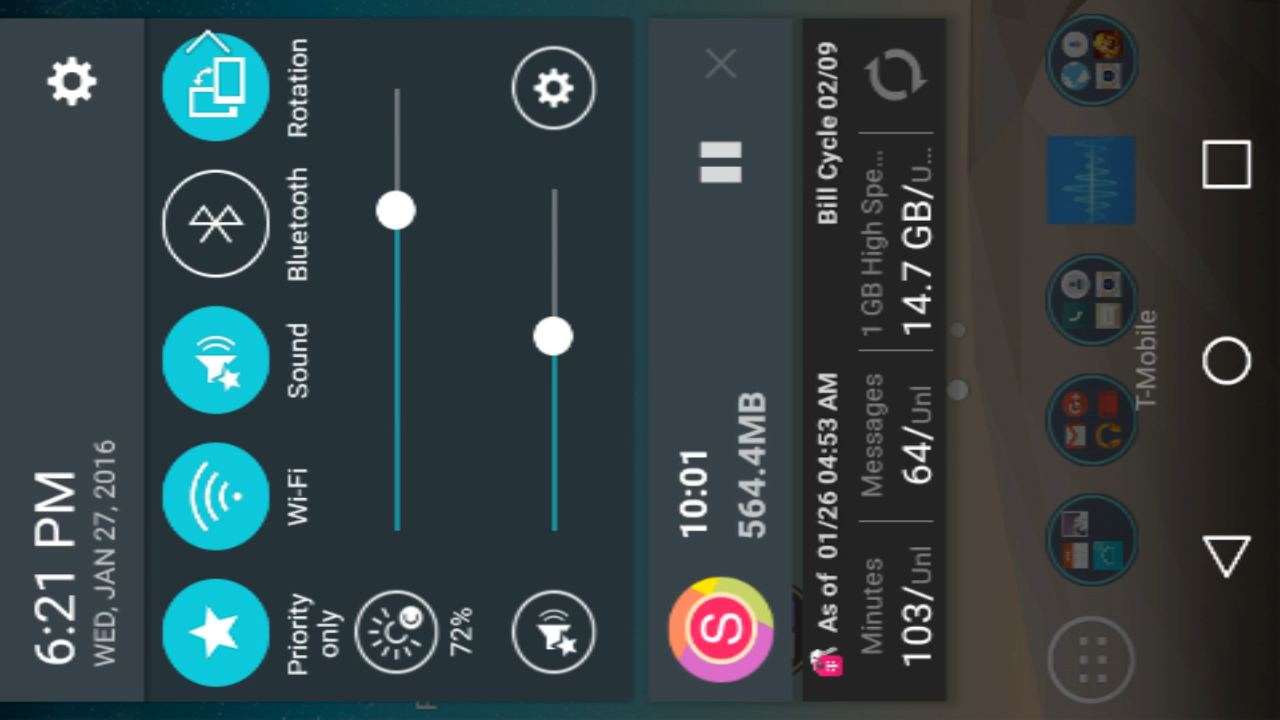 6:21 PM
WED, JAN 27, 2016
Priority only
Wi-Fi
Sound
Bluetooth
Rotation
72%
10:01
564.4MB
S
As of 01/26 04:53 AM
Bill Cycle 02/09
Minutes
Messages
1 GB High Spe...
103/Unl
64/Unl
14.7 GB/U...
T-Mobile